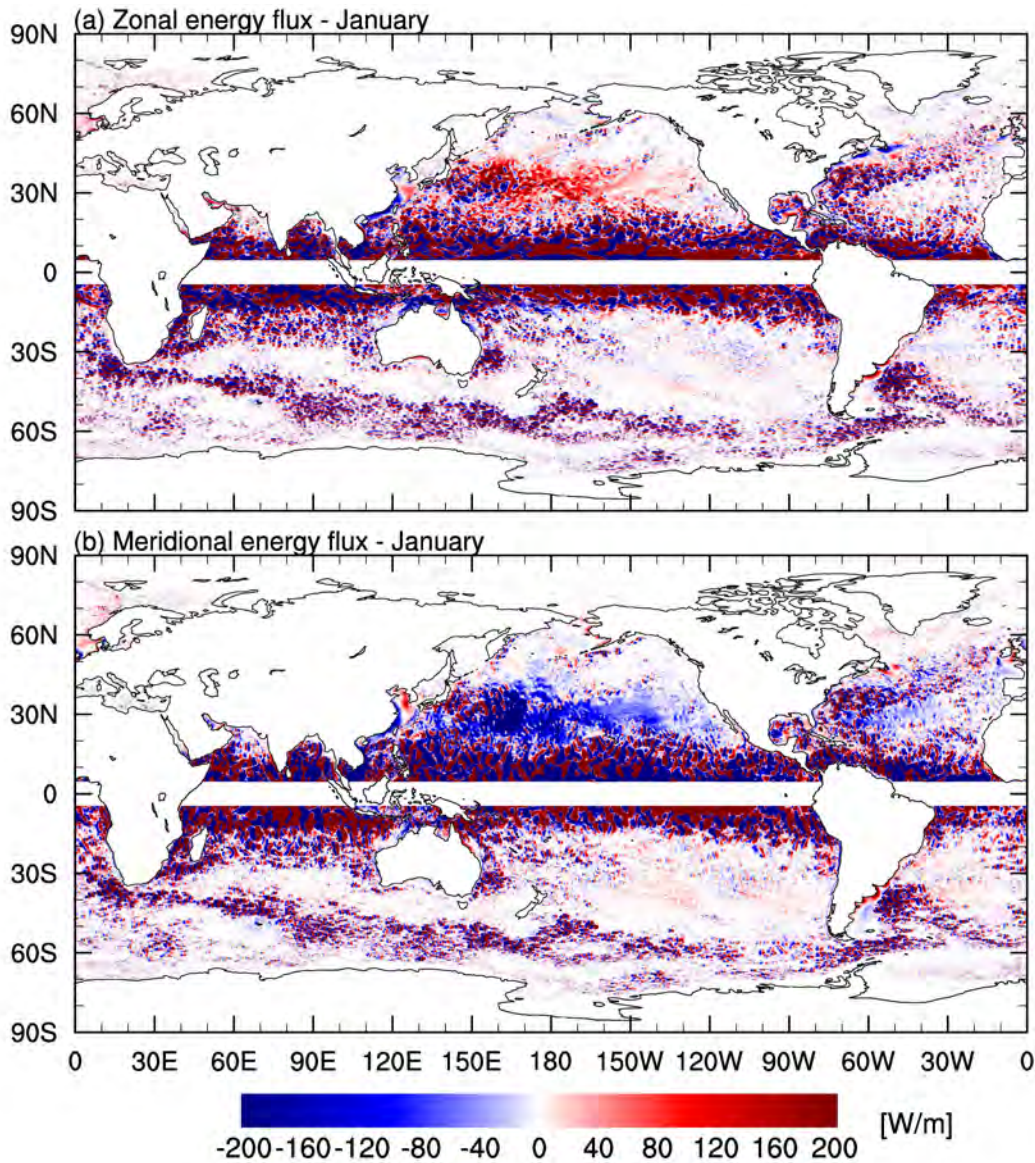 (a) Zonal energy flux - January
90N
60N
30N
0
30S
60S
90S
(b) Meridional energy flux - January
90N
60N
30N
0
30S
60S
90S
0 30E 60E 90E 120E 150E 180 150W 120W 90W 60W 30W 0
-200 -160 -120 -80 -40 0 40 80 120 160 200 [W/m]